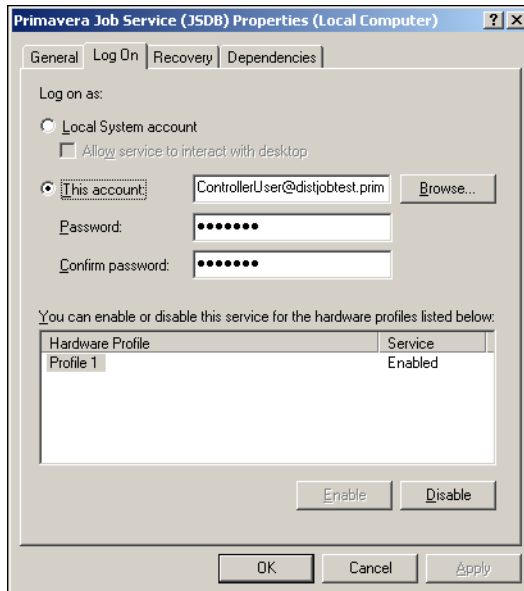 Primavera Job Service (JSDB) Properties (Local Computer)
General Log On Recovery Dependencies
Log on as:
Local System account
Allow service to interact with desktop
This account: ControllerUser@distjobtest.prim Browse...
Password: •••••••
Confirm password: •••••••
You can enable or disable this service for the hardware profiles listed below:
Hardware Profile Service
Profile 1 Enabled
Enable Disable
OK Cancel Apply